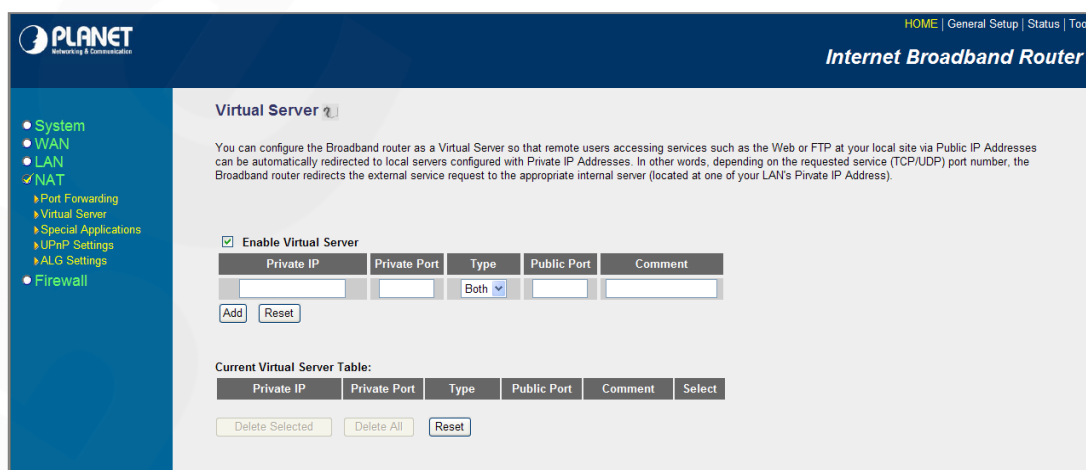 PLANET
Networking & Communication
HOME | General Setup | Status | Too
Internet Broadband Router
System
WAN
LAN
NAT
Port Forwarding
Virtual Server
Special Applications
UPnP Settings
ALG Settings
Firewall
Virtual Server
You can configure the Broadband router as a Virtual Server so that remote users accessing services such as the Web or FTP at your local site via Public IP Addresses
can be automatically redirected to local servers configured with Private IP Addresses. In other words, depending on the requested service (TCP/UDP) port number, the
Broadband router redirects the external service request to the appropriate internal server (located at one of your LAN's Private IP Address).
Enable Virtual Server
Private IP Private Port Type Public Port Comment
Both
Add Reset
Current Virtual Server Table:
Private IP Private Port Type Public Port Comment Select
Delete Selected Delete All Reset